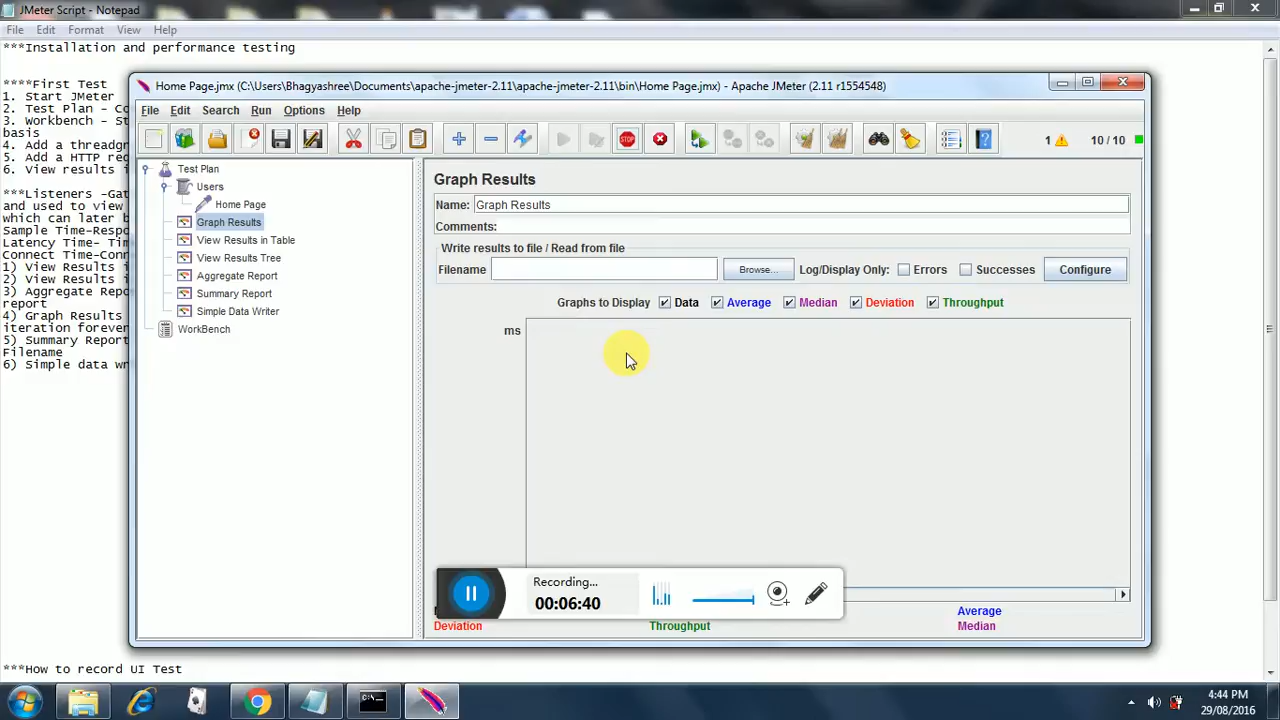 JMeter Script - Notepad
File Edit Format View Help
***Installation and performance testing
****First Test
1. Start JMeter
2. Test Plan - Co
3. Workbench - St
basis
4. Add a threadgr
5. Add a HTTP req
6. View results i
***Listeners -Gat
and used to view
which can later b
Sample Time-Respo
Latency Time- Tim
Connect Time-Conn
1) View Results i
2) View Results i
3) Aggregate Repo
report
4) Graph Results
iteration forever
5) Summary Report
Filename
6) Simple data wr
***How to record UI Test
Home Page.jmx (C:\Users\Bhagyashree\Documents\apache-jmeter-2.11\apache-jmeter-2.11\bin\Home Page.jmx) - Apache JMeter (2.11 r1554548)
File Edit Search Run Options Help
STOP
1 10 / 10
Test Plan
Users
Home Page
Graph Results
View Results in Table
View Results Tree
Aggregate Report
Summary Report
Simple Data Writer
WorkBench
Graph Results
Name: Graph Results
Comments:
Write results to file / Read from file
Filename Browse... Log/Display Only: Errors Successes Configure
Graphs to Display Data Average Median Deviation Throughput
ms
Recording...
00:06:40
Average
Deviation Throughput Median
4:44 PM
29/08/2016